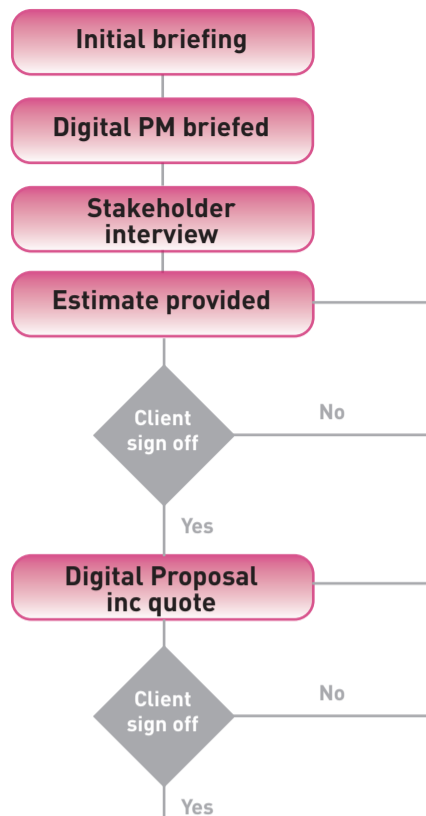 Initial briefing
Digital PM briefed
Stakeholder
interview
Estimate provided
Client
sign off
No
Yes
Digital Proposal
inc quote
Client
sign off
No
Yes